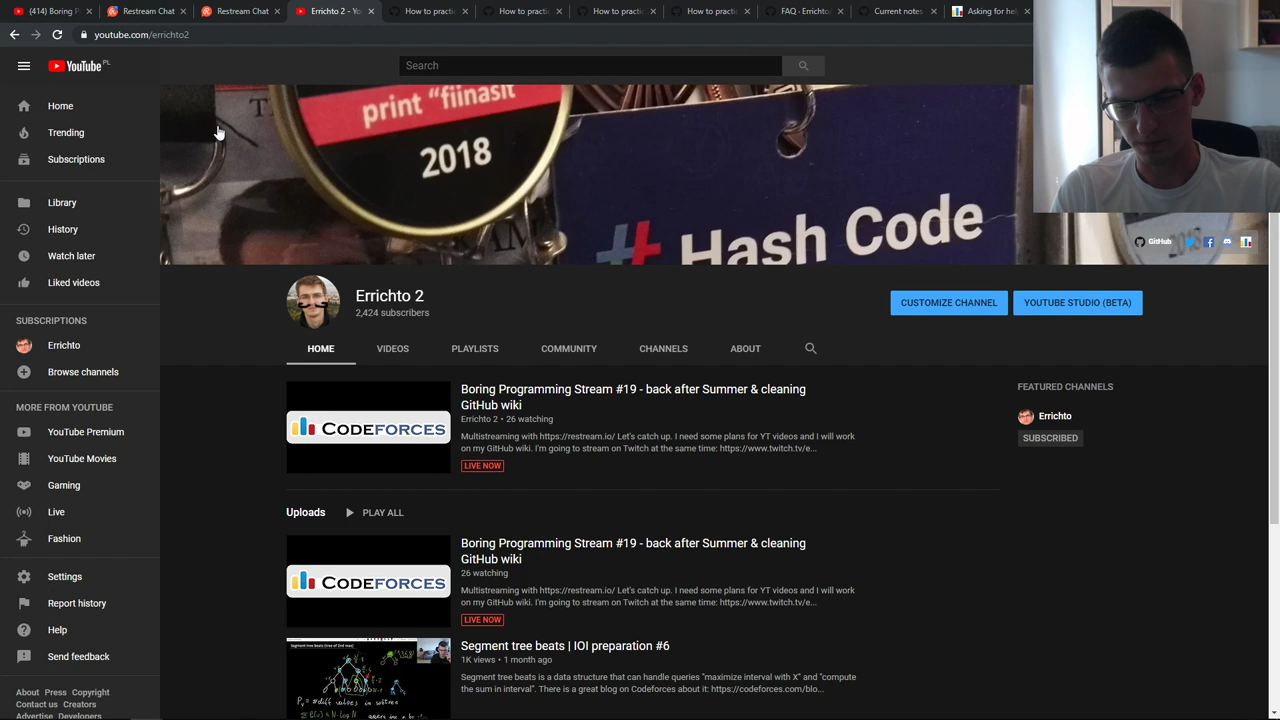 (414) Boring P
Restream Chat
Restream Chat
Errichto 2 - Yo
How to practi
How to practi
How to practi
How to practi
FAQ · Errichto/
Current notes
Asking for hel
youtube.com/errichto2
YouTube PL
Search
Home
Trending
Subscriptions
Library
History
Watch later
Liked videos
SUBSCRIPTIONS
Errichto
Browse channels
MORE FROM YOUTUBE
YouTube Premium
YouTube Movies
Gaming
Live
Fashion
Settings
Report history
Help
Send feedback
About Press Copyright
Contact us Creators
Advertise Developers
print "fiinasit
2018
# Hash Code
GitHub
Errichto 2
2,424 subscribers
CUSTOMIZE CHANNEL
YOUTUBE STUDIO (BETA)
HOME
VIDEOS
PLAYLISTS
COMMUNITY
CHANNELS
ABOUT
CODEFORCES
Boring Programming Stream #19 - back after Summer & cleaning
GitHub wiki
Errichto 2 • 26 watching
Multistreaming with https://restream.io/ Let's catch up. I need some plans for YT videos and I will work
on my GitHub wiki. I'm going to stream on Twitch at the same time: https://www.twitch.tv/e...
LIVE NOW
FEATURED CHANNELS
Errichto
SUBSCRIBED
Uploads
PLAY ALL
CODEFORCES
Boring Programming Stream #19 - back after Summer & cleaning
GitHub wiki
26 watching
Multistreaming with https://restream.io/ Let's catch up. I need some plans for YT videos and I will work
on my GitHub wiki. I'm going to stream on Twitch at the same time: https://www.twitch.tv/e...
LIVE NOW
Segment tree beats | IOI preparation #6
1K views • 1 month ago
Segment tree beats is a data structure that can handle queries "maximize interval with X" and "compute
the sum in interval". There is a great blog on Codeforces about it: https://codeforces.com/blo...